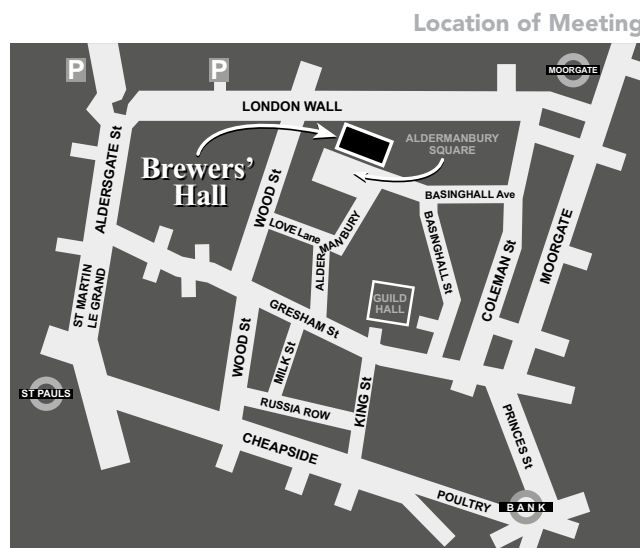 Location of Meeting
P
P
MOORGATE
LONDON WALL
ALDERMANBURY
SQUARE
Brewers'
Hall
ALDERSGATE St
WOOD St
BASINGHALL Ave
LOVE Lane
ALDERMANBURY
BASINGHALL St
COLEMAN St
MOORGATE
ST MARTIN
LE GRAND
GUILD
HALL
GRESHAM St
WOOD St
MILK St
KING St
ST PAULS
RUSSIA ROW
PRINCES St
CHEAPSIDE
POULTRY
BANK